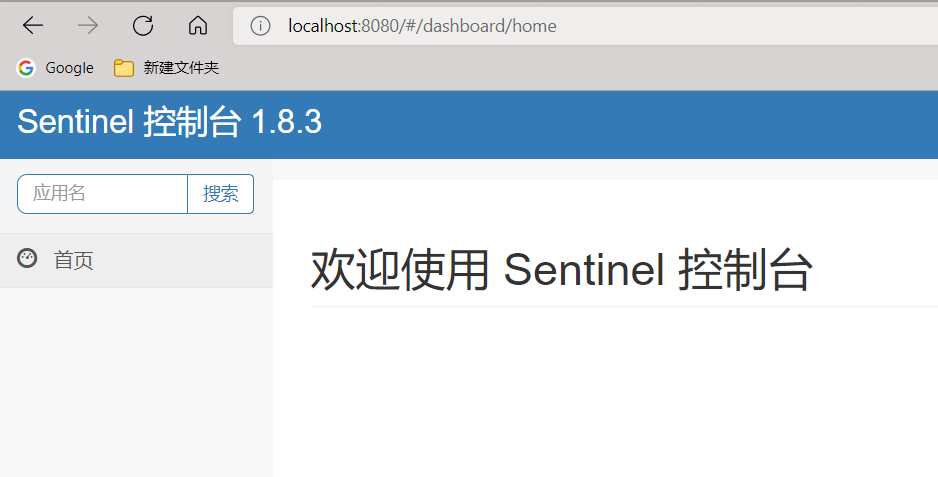 localhost:8080/#/dashboard/home
Google 新建文件夹
Sentinel 控制台 1.8.3
应用名 搜索
首页
欢迎使用 Sentinel 控制台